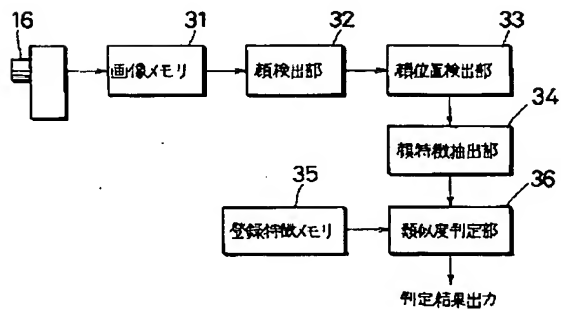 16
31
32
33
画像メモリ
顔検出部
顔位置検出部
34
顔特徴抽出部
35
36
登録特徴メモリ
類似度判定部
判定結果出力